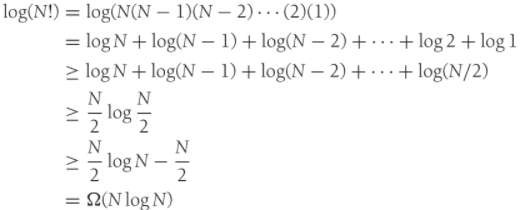 log(N!) = log(N(N − 1)(N − 2) · · · (2)(1))
= log N + log(N − 1) + log(N − 2) + · · · + log 2 + log 1
≥ log N + log(N − 1) + log(N − 2) + · · · + log(N/2)
≥ N/2 log N/2
≥ N/2 log N − N/2
= Ω(N log N)